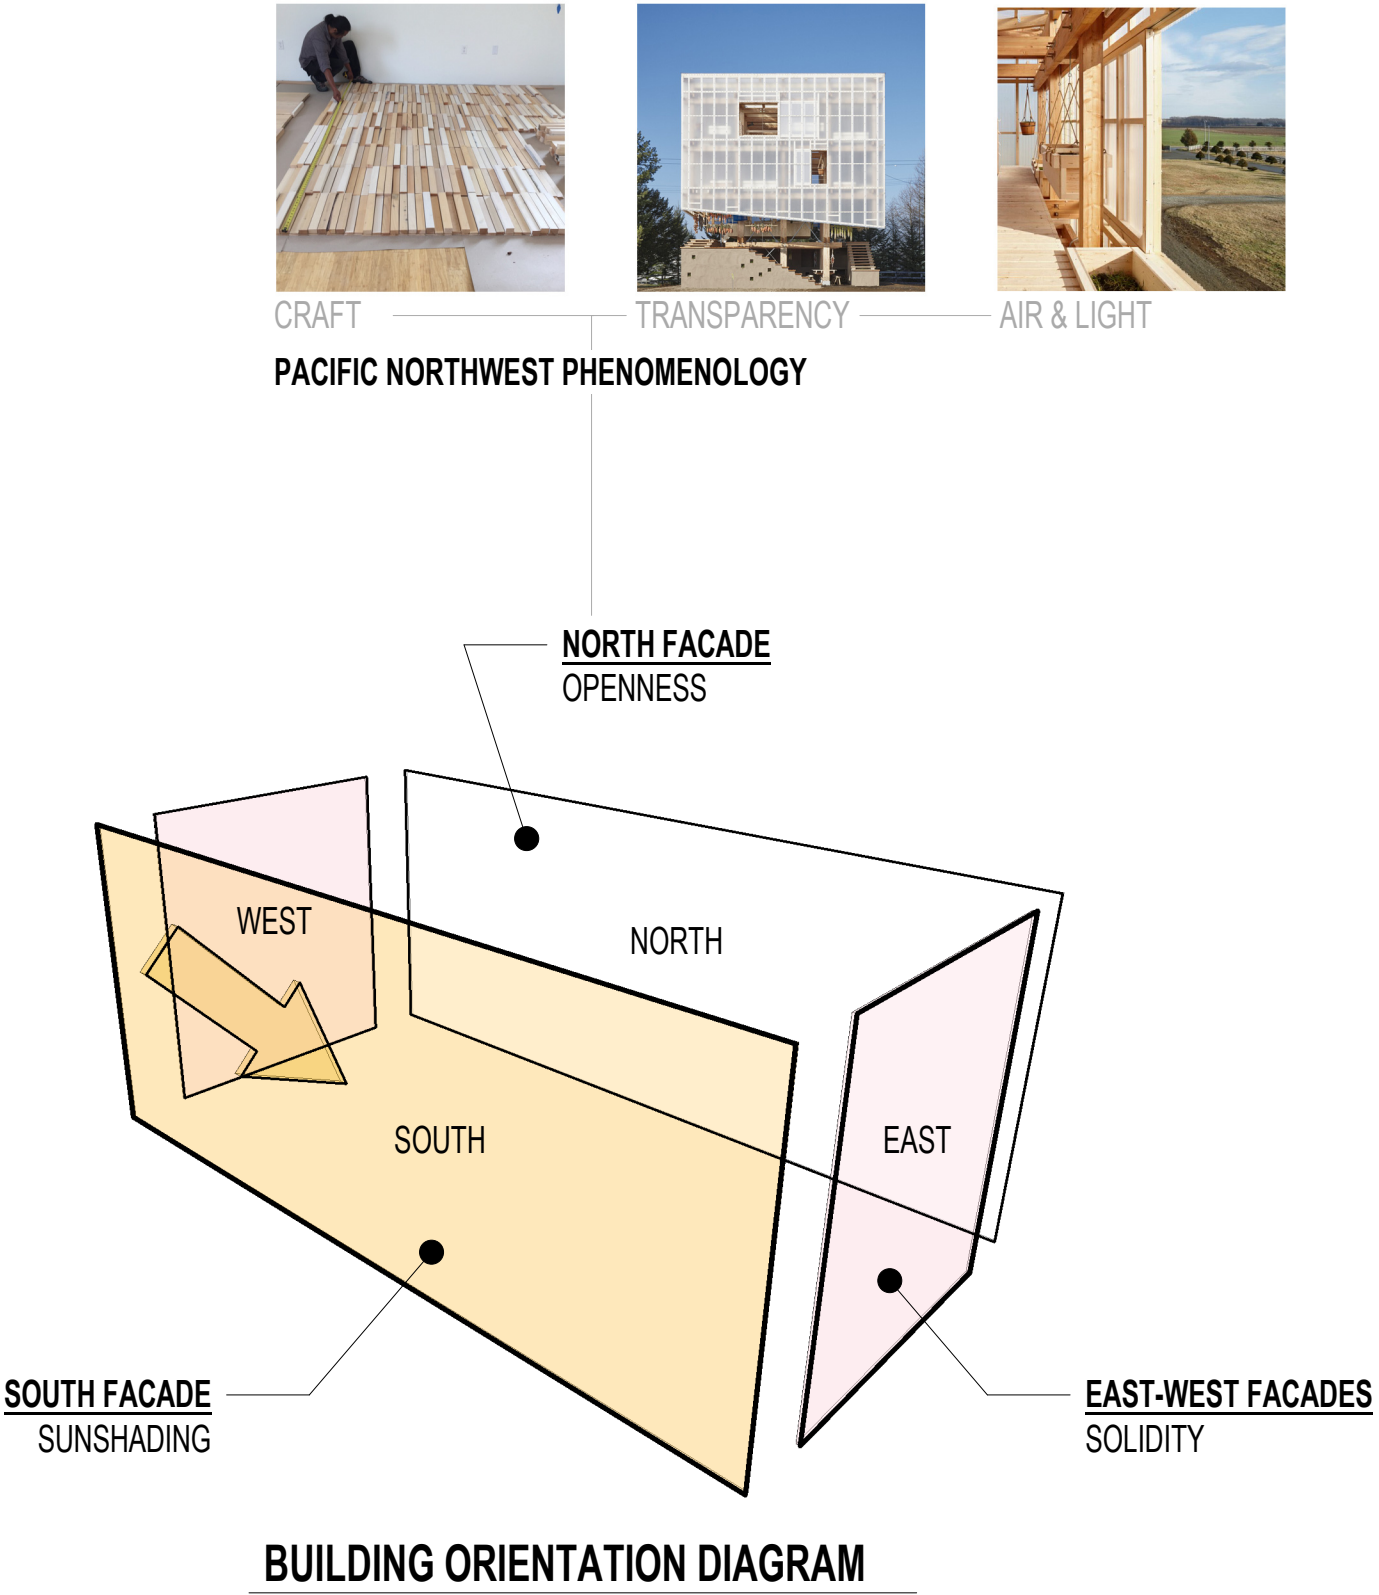 CRAFT
TRANSPARENCY
AIR & LIGHT
PACIFIC NORTHWEST PHENOMENOLOGY
NORTH FACADE
OPENNESS
WEST
NORTH
SOUTH
EAST
SOUTH FACADE
SUNSHADING
EAST-WEST FACADES
SOLIDITY
BUILDING ORIENTATION DIAGRAM